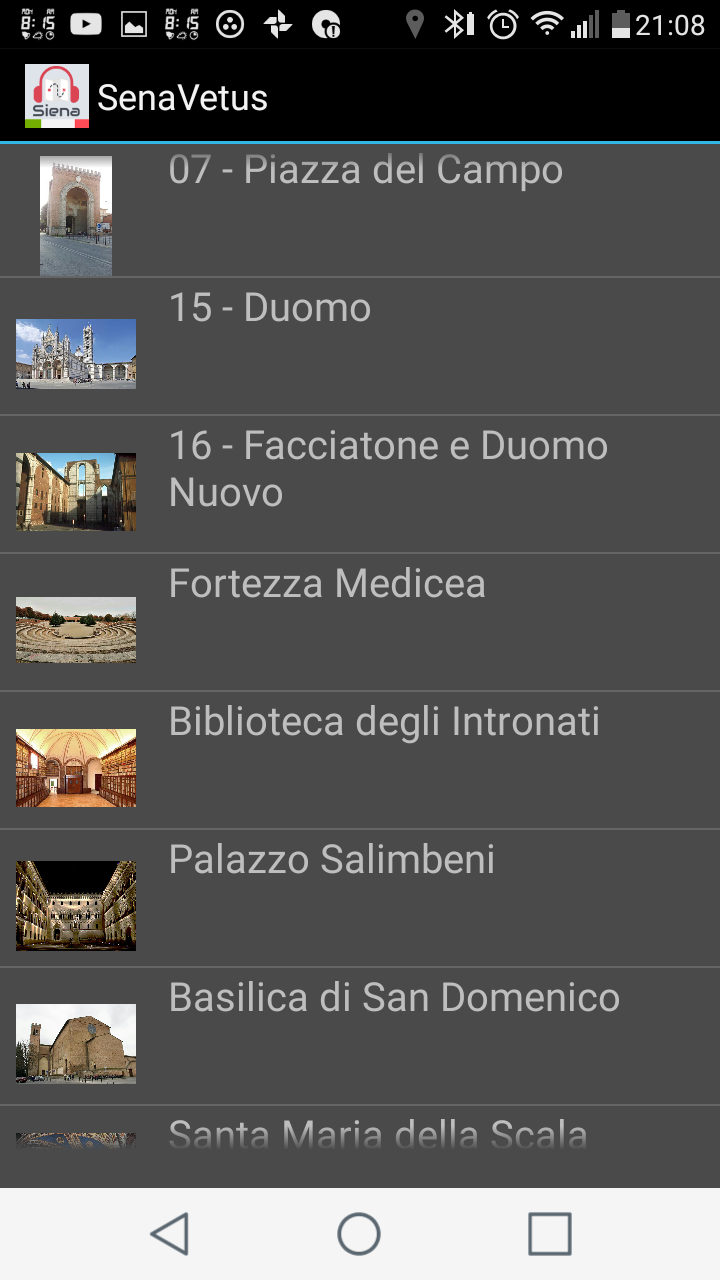 21:08
Siena
SenaVetus
07 - Piazza del Campo
15 - Duomo
16 - Facciatone e Duomo
Nuovo
Fortezza Medicea
Biblioteca degli Intronati
Palazzo Salimbeni
Basilica di San Domenico
Santa Maria della Scala